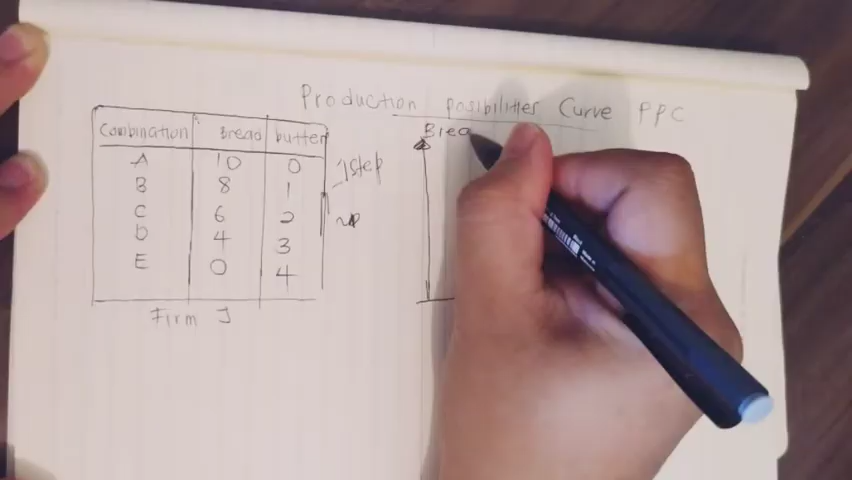 Production Posibilities Curve PPC
Combination Bread butter
A 10 0
B 8 1
C 6 2
D 4 3
E 0 4
1 step
Firm J
Brea